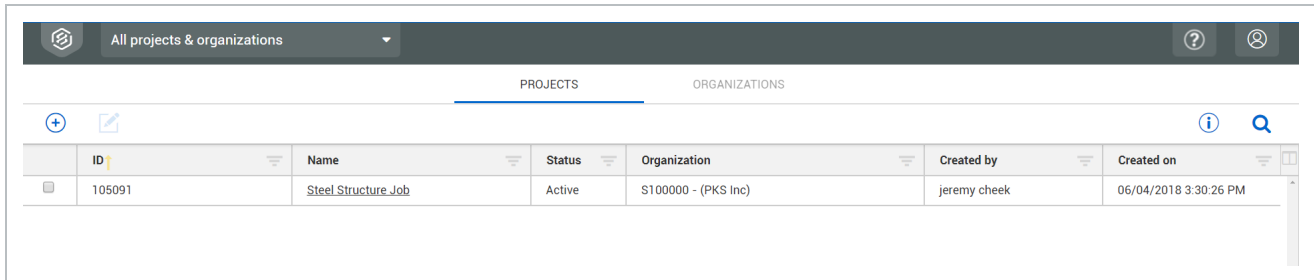 All projects & organizations
PROJECTS ORGANIZATIONS
ID Name Status Organization Created by Created on
105091 Steel Structure Job Active S100000 - (PKS Inc) jeremy cheek 06/04/2018 3:30:26 PM